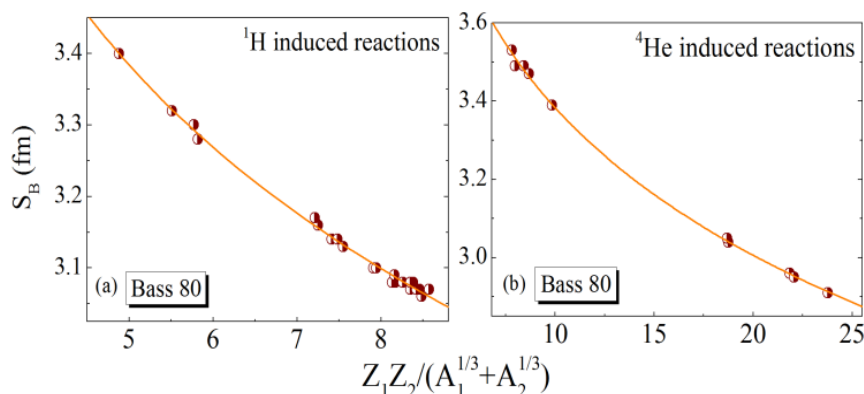 ¹H induced reactions
⁴He induced reactions
3.4
3.3
3.2
3.1
3.6
3.4
3.2
3.0
S_B (fm)
(a) Bass 80
(b) Bass 80
5 6 7 8
10 15 20 25
Z₁Z₂/(A₁^{1/3}+A₂^{1/3})